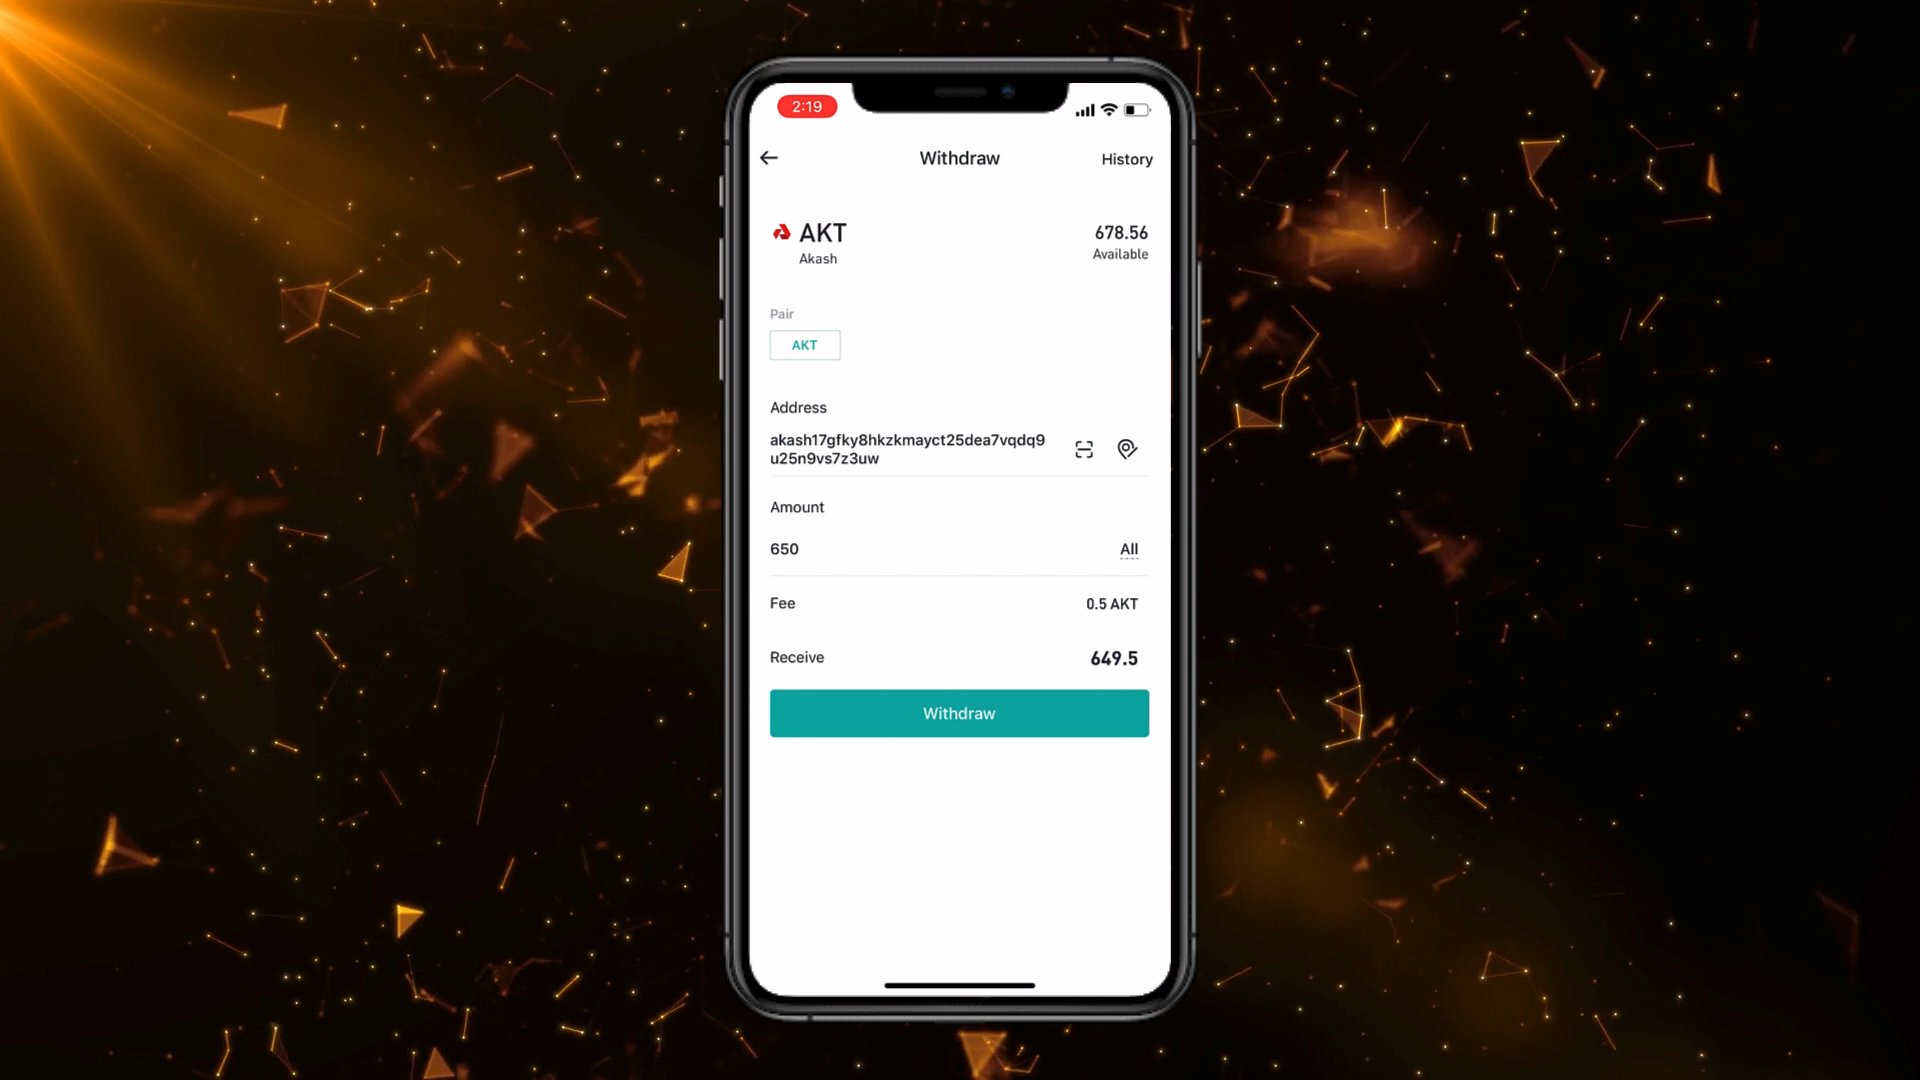 2:19
Withdraw
History
AKT
678.56
Akash
Available
Pair
AKT
Address
akash17gfky8hkzkmayct25dea7vqdq9
u25n9vs7z3uw
Amount
650
All
Fee
0.5 AKT
Receive
649.5
Withdraw